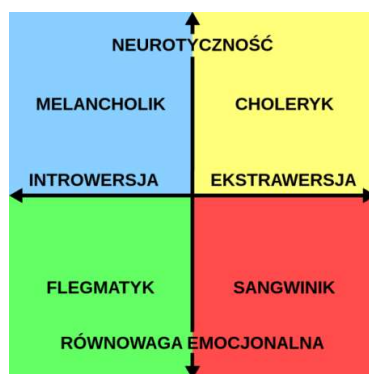 NEUROTYCZNOŚĆ
MELANCHOLIK CHOLERYK
INTROWERSJA EKSTRAWERSJA
FLEGMATYK SANGWINIK
RÓWNOWAGA EMOCJONALNA